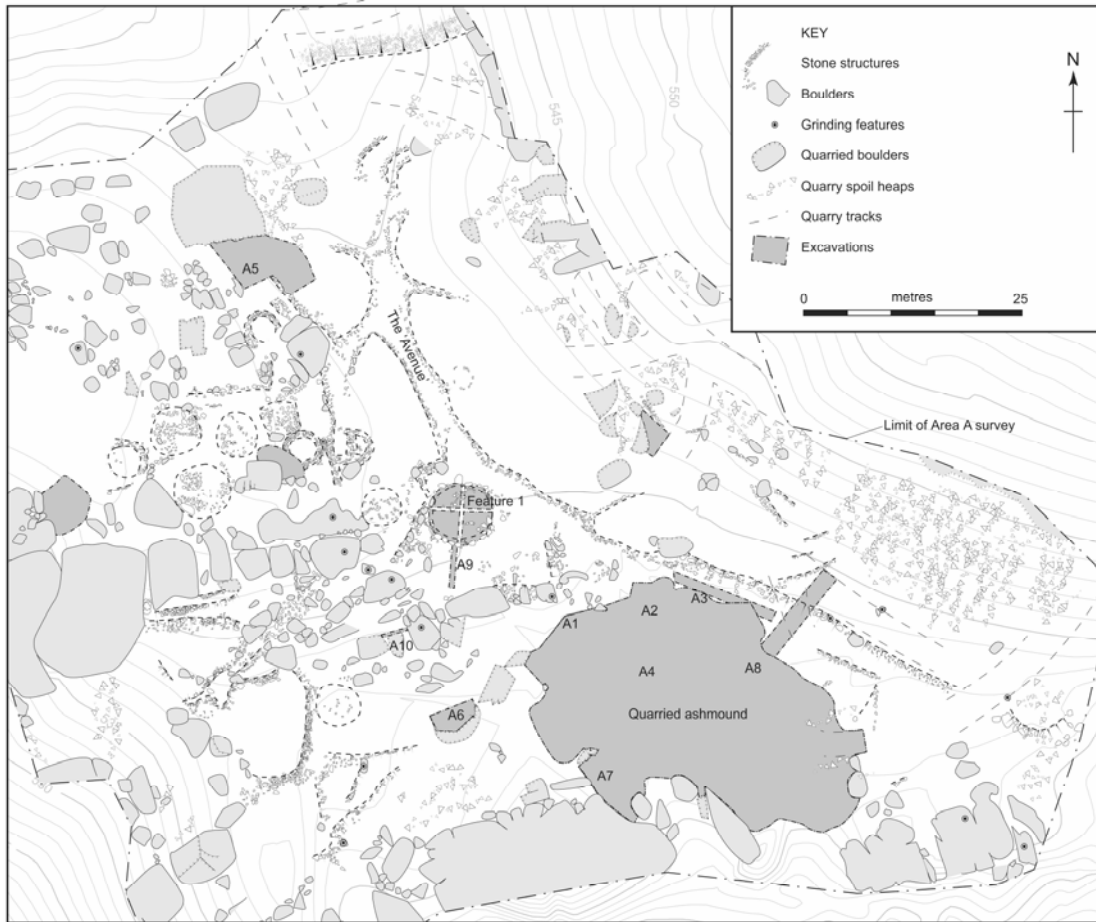 KEY
Stone structures
Boulders
Grinding features
Quarried boulders
Quarry spoil heaps
Quarry tracks
Excavations
0 metres 25
N
545
550
A5
The 'Avenue'
Limit of Area A survey
Feature 1
A9
A1
A2
A3
A10
A4
A8
A6
Quarried ashmound
A7